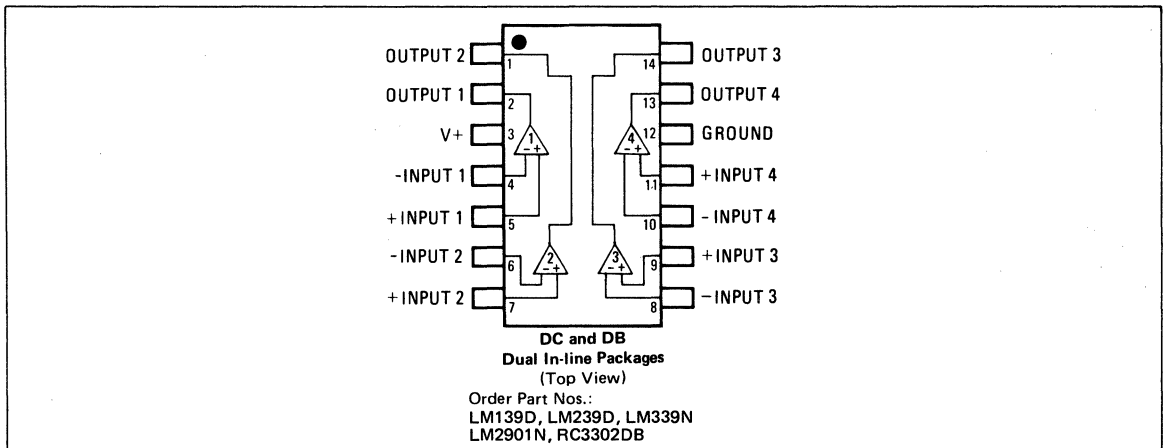 OUTPUT 2 1 14 OUTPUT 3
OUTPUT 1 2 13 OUTPUT 4
V+ 3 1 -+ 4 -+ 12 GROUND
-INPUT 1 4 11 +INPUT 4
+INPUT 1 5 10 -INPUT 4
-INPUT 2 6 2 -+ 3 -+ 9 +INPUT 3
+INPUT 2 7 8 -INPUT 3
DC and DB
Dual In-line Packages
(Top View)
Order Part Nos.:
LM139D, LM239D, LM339N
LM2901N, RC3302DB